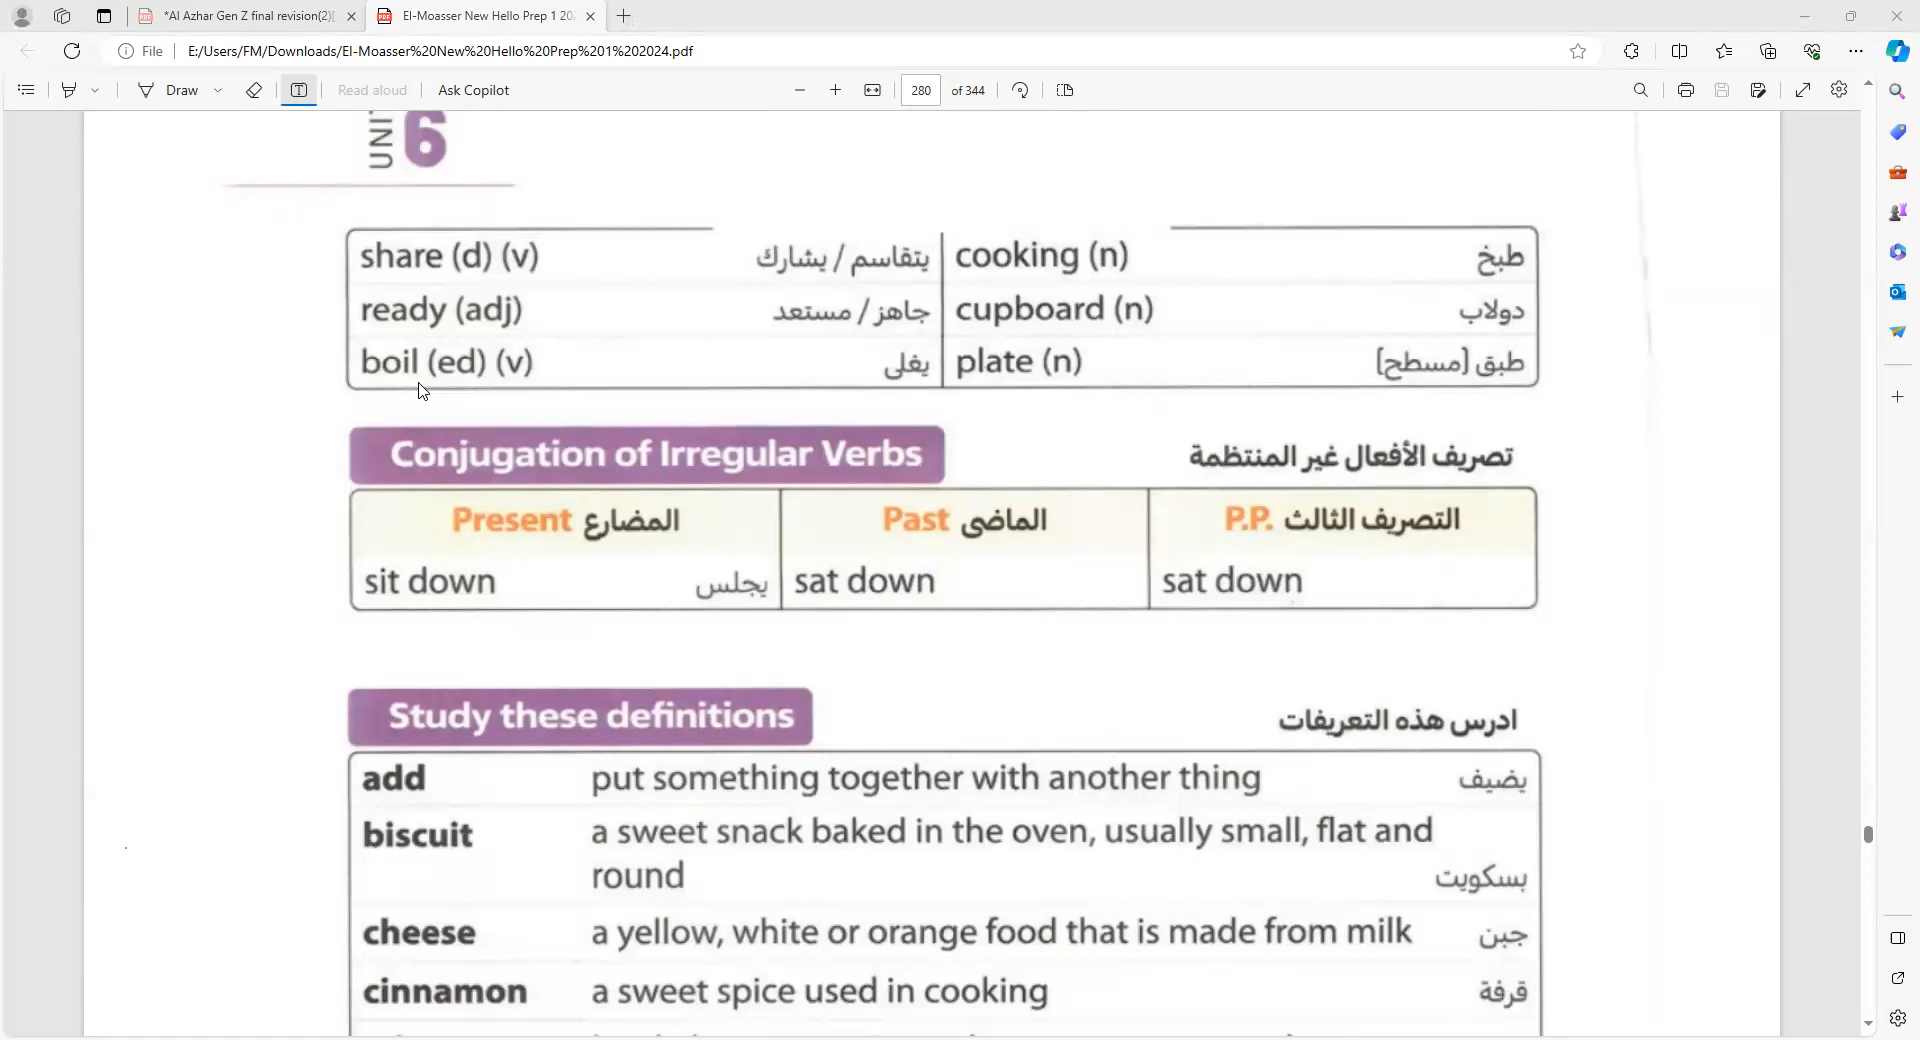 *Al Azhar Gen Z final revision(2)
El-Moasser New Hello Prep 1 20
File E:/Users/FM/Downloads/El-Moasser%20New%20Hello%20Prep%201%202024.pdf
Draw Read aloud Ask Copilot 280 of 344
UNI 6
share (d) (v) يتقاسم / يشارك cooking (n) طبخ
ready (adj) جاهز / مستعد cupboard (n) دولاب
boil (ed) (v) يغلى plate (n) طبق [مسطح]
Conjugation of Irregular Verbs تصريف الأفعال غير المنتظمة
Present المضارع Past الماضى P.P. التصريف الثالث
sit down يجلس sat down sat down
Study these definitions ادرس هذه التعريفات
add put something together with another thing يضيف
biscuit a sweet snack baked in the oven, usually small, flat and
round بسكويت
cheese a yellow, white or orange food that is made from milk جبن
cinnamon a sweet spice used in cooking قرفة